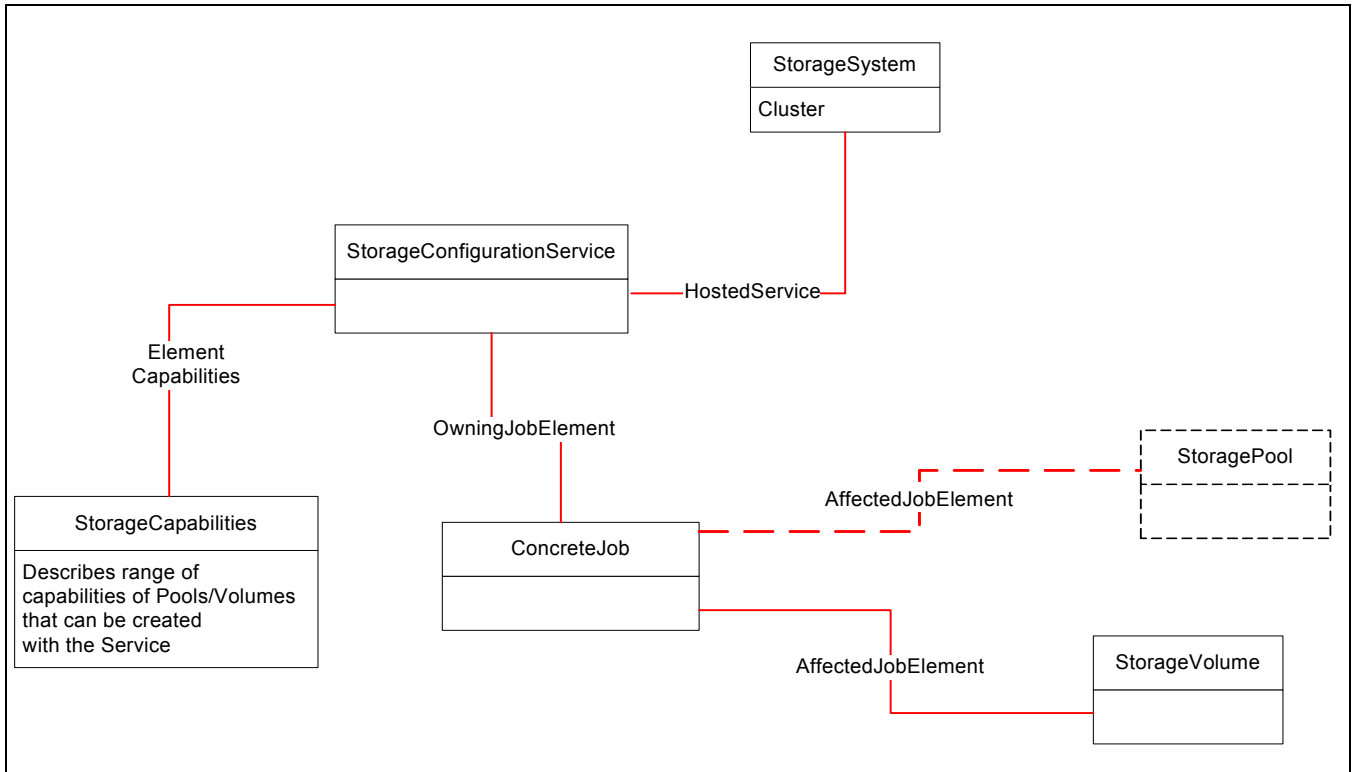 StorageSystem
Cluster
StorageConfigurationService
HostedService
Element
Capabilities
OwningJobElement
StoragePool
AffectedJobElement
StorageCapabilities
Describes range of
capabilities of Pools/Volumes
that can be created
with the Service
ConcreteJob
AffectedJobElement
StorageVolume